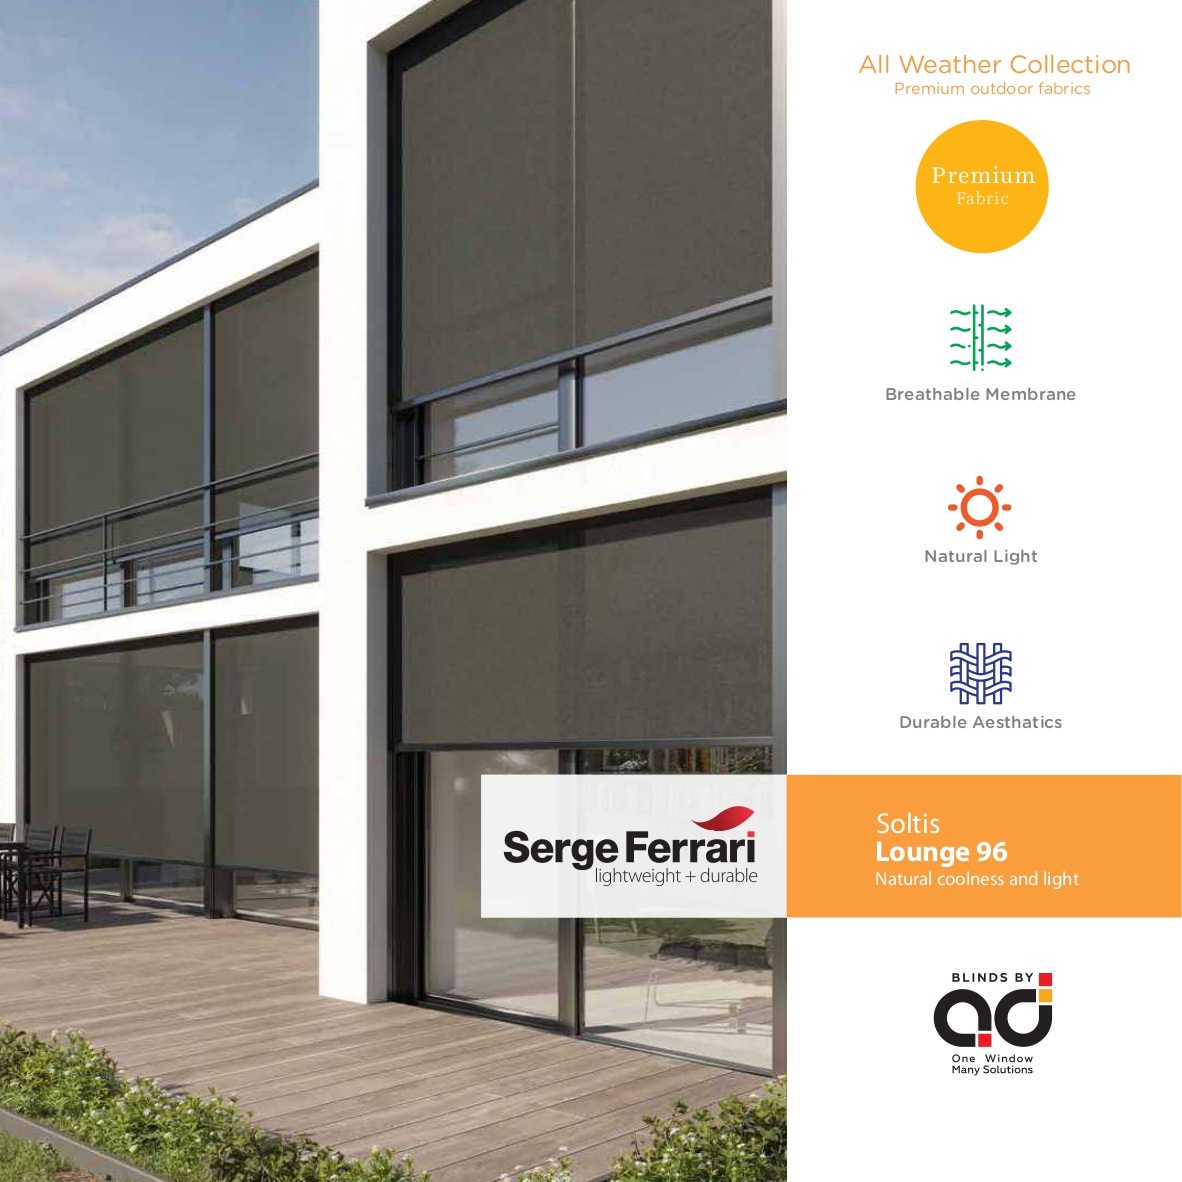 All Weather Collection
Premium outdoor fabrics
Premium
Fabric
Breathable Membrane
Natural Light
Durable Aesthatics
Serge Ferrari
lightweight + durable
Soltis
Lounge 96
Natural coolness and light
BLINDS BY
ad
One Window
Many Solutions